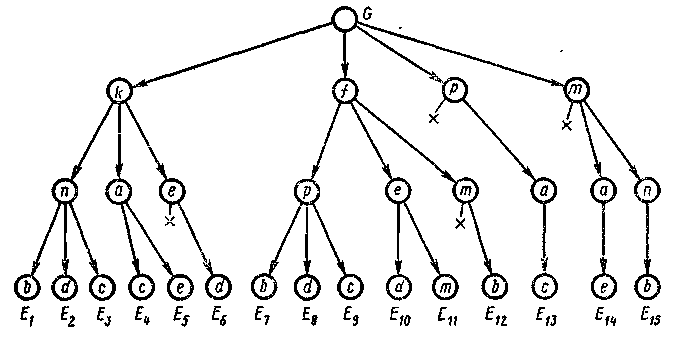 G
k f p m
× ×
n a e p e m a a n
× ×
b d c c e d b d c d m b c e b
E₁ E₂ E₃ E₄ E₅ E₆ E₇ E₈ E₉ E₁₀ E₁₁ E₁₂ E₁₃ E₁₄ E₁₅